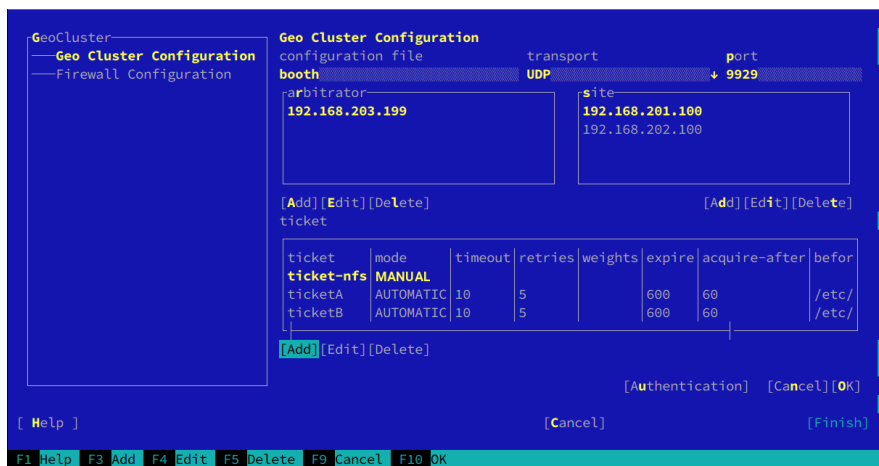 GeoCluster
Geo Cluster Configuration
Firewall Configuration
Geo Cluster Configuration
configuration file transport port
booth UDP ↓ 9929
arbitrator site
192.168.203.199 192.168.201.100
192.168.202.100
[Add][Edit][Delete] [Add][Edit][Delete]
ticket
ticket mode timeout retries weights expire acquire-after befor
ticket-nfs MANUAL
ticketA AUTOMATIC 10 5 600 60 /etc/
ticketB AUTOMATIC 10 5 600 60 /etc/
[Add][Edit][Delete]
[Authentication] [Cancel][OK]
[ Help ] [Cancel] [Finish]
F1 Help F3 Add F4 Edit F5 Delete F9 Cancel F10 OK